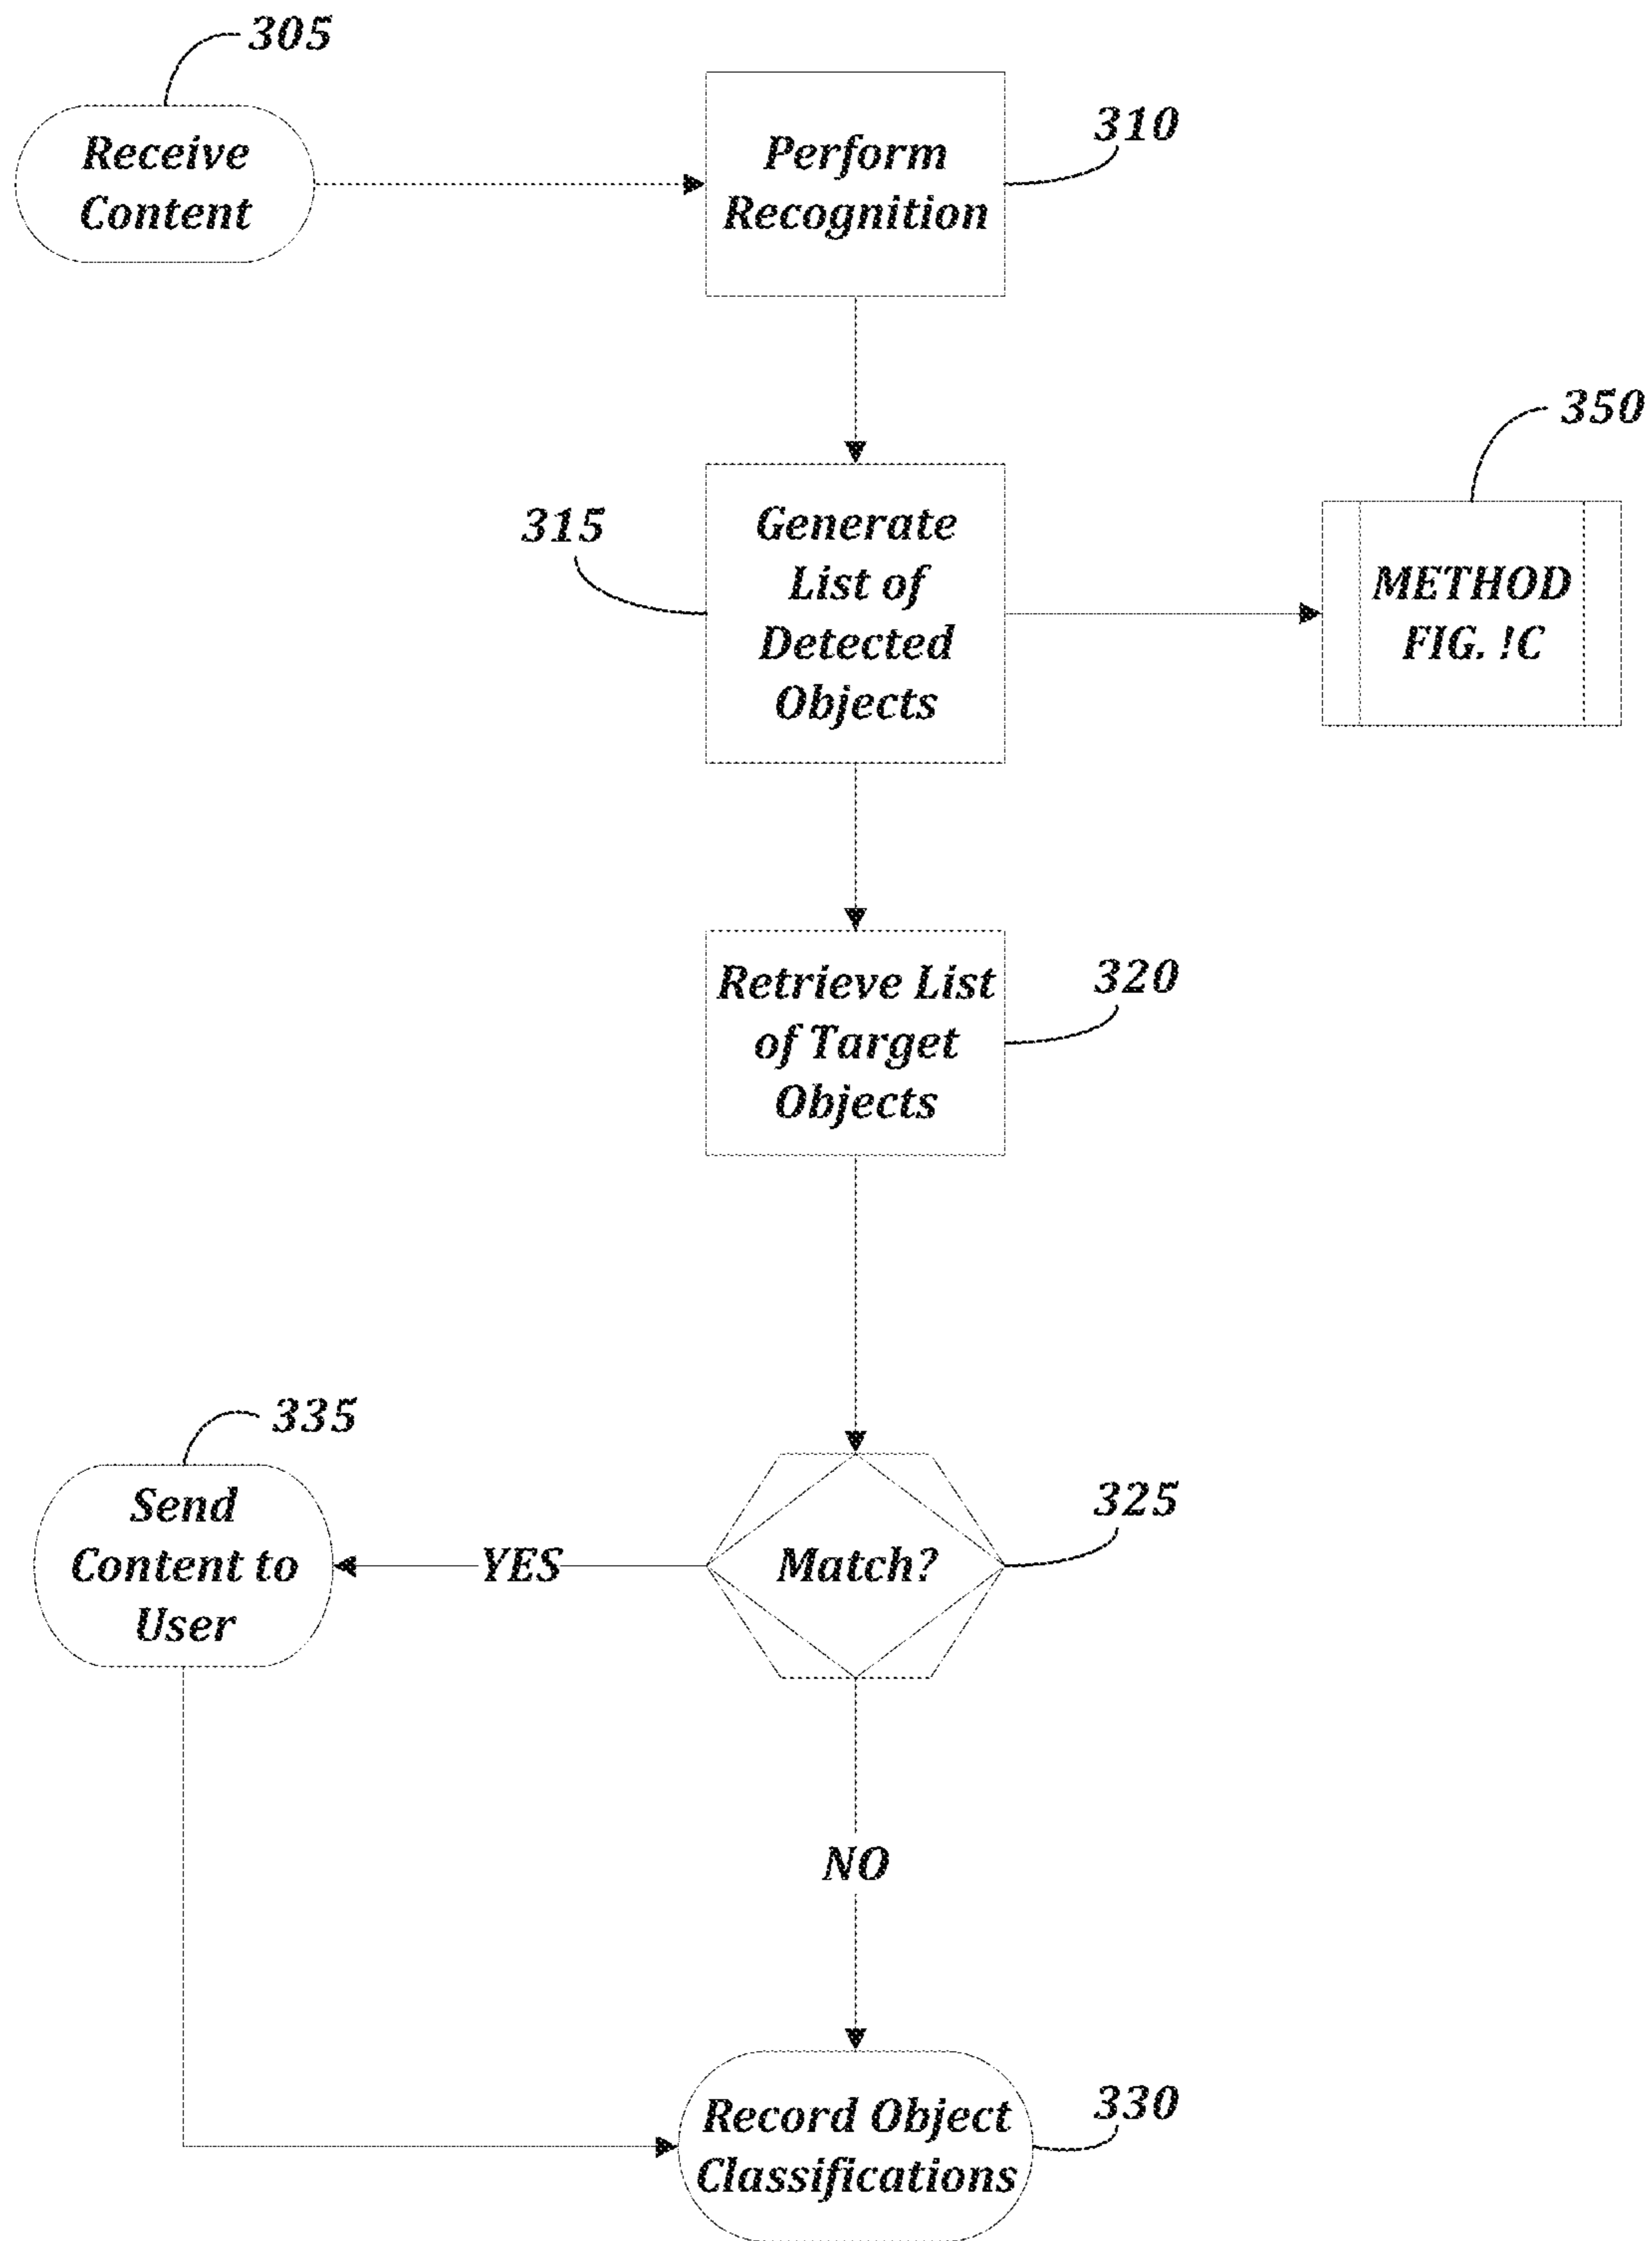 305
Receive
Content
310
Perform
Recognition
350
315
Generate
List of
Detected
Objects
METHOD
FIG. !C
320
Retrieve List
of Target
Objects
335
Send
Content to
User
YES
325
Match?
NO
330
Record Object
Classifications